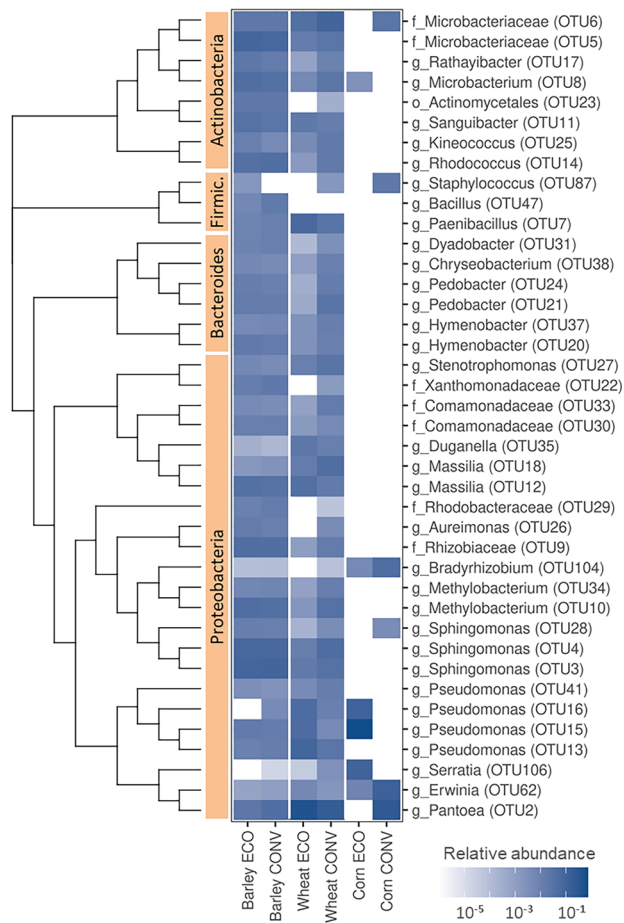 Actinobacteria
Firmic.
Bacteroides
Proteobacteria
f_Microbacteriaceae (OTU6)
f_Microbacteriaceae (OTU5)
g_Rathayibacter (OTU17)
g_Microbacterium (OTU8)
o_Actinomycetales (OTU23)
g_Sanguibacter (OTU11)
g_Kineococcus (OTU25)
g_Rhodococcus (OTU14)
g_Staphylococcus (OTU87)
g_Bacillus (OTU47)
g_Paenibacillus (OTU7)
g_Dyadobacter (OTU31)
g_Chryseobacterium (OTU38)
g_Pedobacter (OTU24)
g_Pedobacter (OTU21)
g_Hymenobacter (OTU37)
g_Hymenobacter (OTU20)
g_Stenotrophomonas (OTU27)
f_Xanthomonadaceae (OTU22)
f_Comamonadaceae (OTU33)
f_Comamonadaceae (OTU30)
g_Duganella (OTU35)
g_Massilia (OTU18)
g_Massilia (OTU12)
f_Rhodobacteraceae (OTU29)
g_Aureimonas (OTU26)
f_Rhizobiaceae (OTU9)
g_Bradyrhizobium (OTU104)
g_Methylobacterium (OTU34)
g_Methylobacterium (OTU10)
g_Sphingomonas (OTU28)
g_Sphingomonas (OTU4)
g_Sphingomonas (OTU3)
g_Pseudomonas (OTU41)
g_Pseudomonas (OTU16)
g_Pseudomonas (OTU15)
g_Pseudomonas (OTU13)
g_Serratia (OTU106)
g_Erwinia (OTU62)
g_Pantoea (OTU2)
Barley ECO
Barley CONV
Wheat ECO
Wheat CONV
Corn ECO
Corn CONV
Relative abundance
10⁻⁵ 10⁻³ 10⁻¹